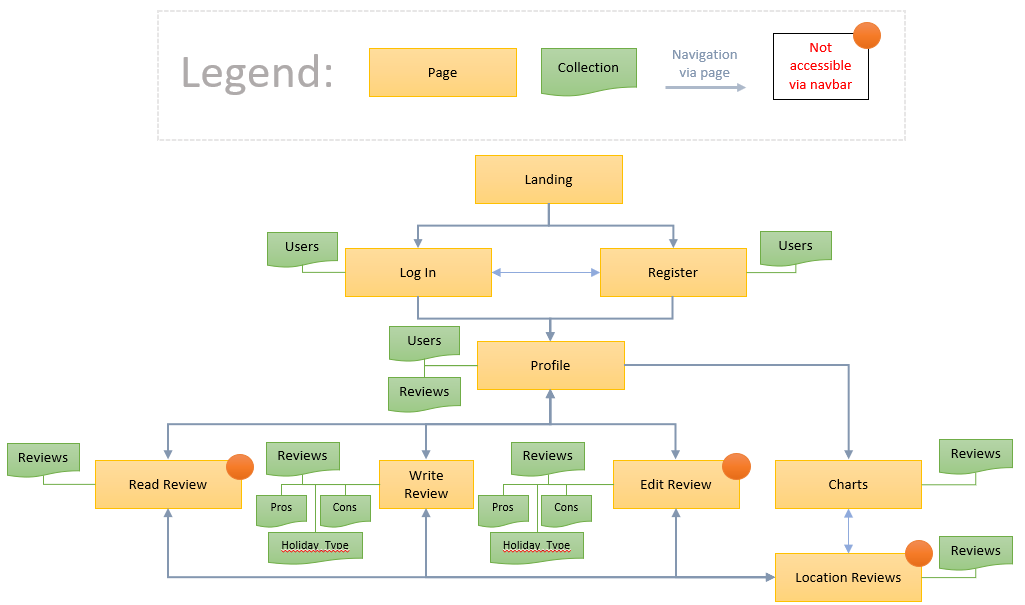 Legend:
Page
Collection
Navigation
via page
Not
accessible
via navbar
Landing
Users
Log In
Register
Users
Users
Profile
Reviews
Reviews
Read Review
Reviews
Pros
Cons
Holiday_Type
Write
Review
Reviews
Pros
Cons
Holiday_Type
Edit Review
Charts
Reviews
Location Reviews
Reviews